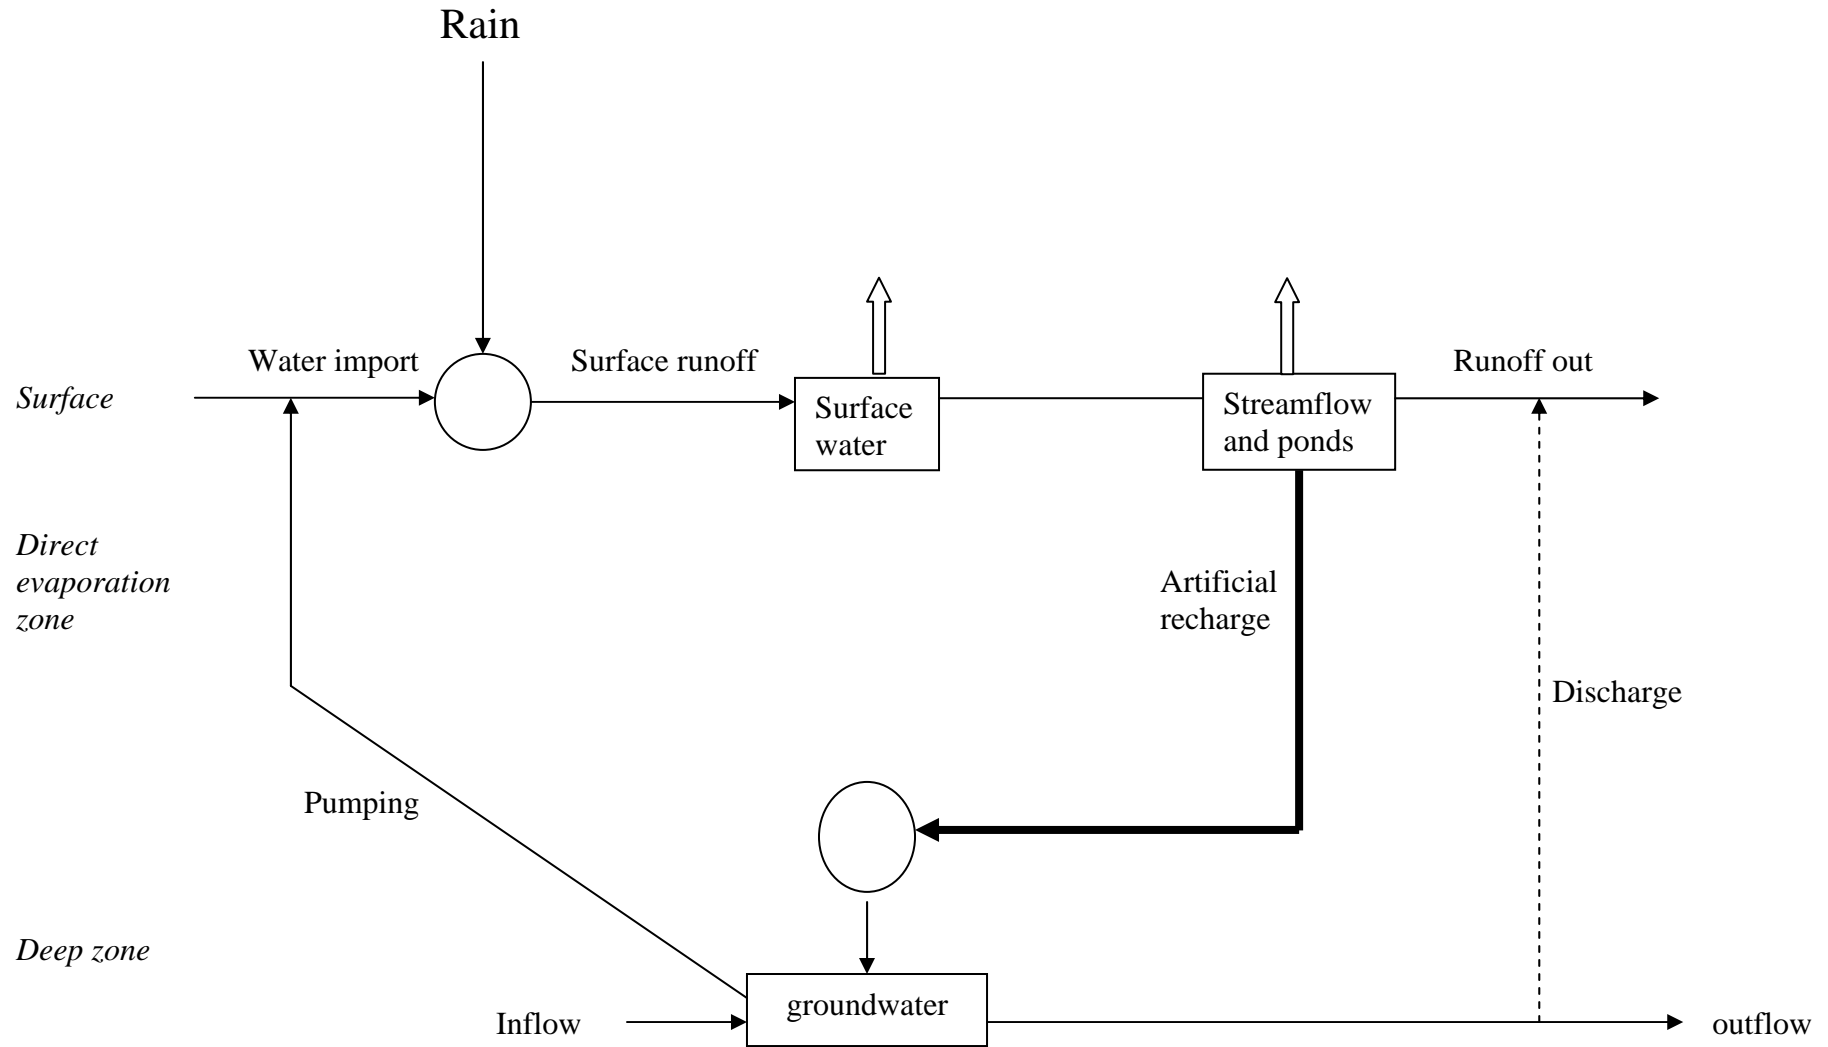 Rain
Water import
Surface runoff
Runoff out
Surface
Surface
water
Streamflow
and ponds
Direct
evaporation
zone
Artificial
recharge
Discharge
Pumping
Deep zone
groundwater
Inflow
outflow